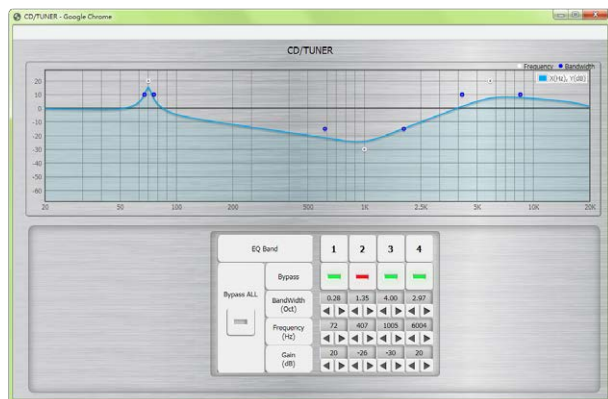 CD/TUNER - Google Chrome
CD/TUNER
Frequency Bandwidth
X(Hz), Y(dB)
20
10
0
-10
-20
-30
-40
-50
-60
20 50 100 200 500 1K 2.5K 5K 10K 20K
EQ Band 1 2 3 4
Bypass ALL
Bypass
BandWidth (Oct) 0.28 1.35 4.00 2.97
Frequency (Hz) 72 407 1005 6004
Gain (dB) 20 -26 -30 20